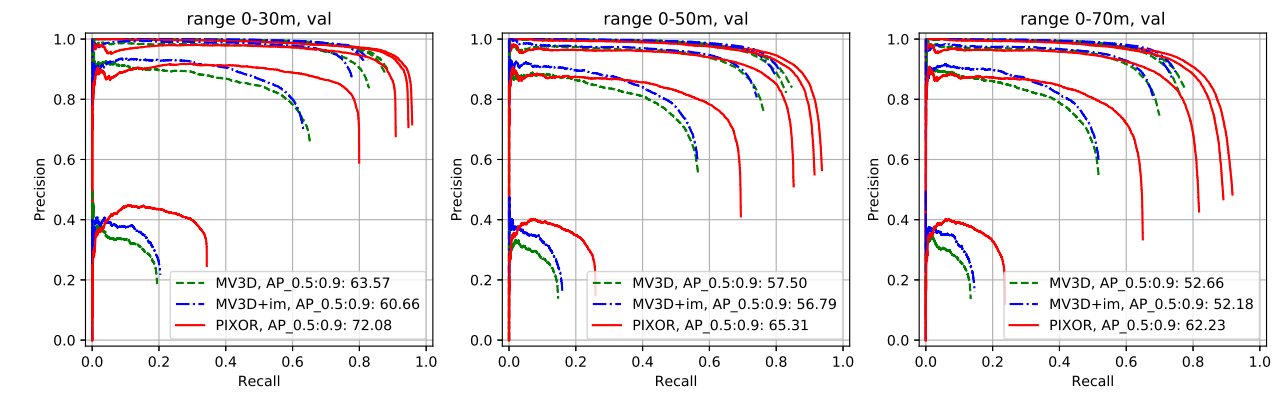 range 0-30m, val
1.0
0.8
0.6
0.4
0.2
0.0
Precision
MV3D, AP_0.5:0.9: 63.57
MV3D+im, AP_0.5:0.9: 60.66
PIXOR, AP_0.5:0.9: 72.08
0.0 0.2 0.4 0.6 0.8 1.0
Recall
range 0-50m, val
1.0
0.8
0.6
0.4
0.2
0.0
Precision
MV3D, AP_0.5:0.9: 57.50
MV3D+im, AP_0.5:0.9: 56.79
PIXOR, AP_0.5:0.9: 65.31
0.0 0.2 0.4 0.6 0.8 1.0
Recall
range 0-70m, val
1.0
0.8
0.6
0.4
0.2
0.0
Precision
MV3D, AP_0.5:0.9: 52.66
MV3D+im, AP_0.5:0.9: 52.18
PIXOR, AP_0.5:0.9: 62.23
0.0 0.2 0.4 0.6 0.8 1.0
Recall